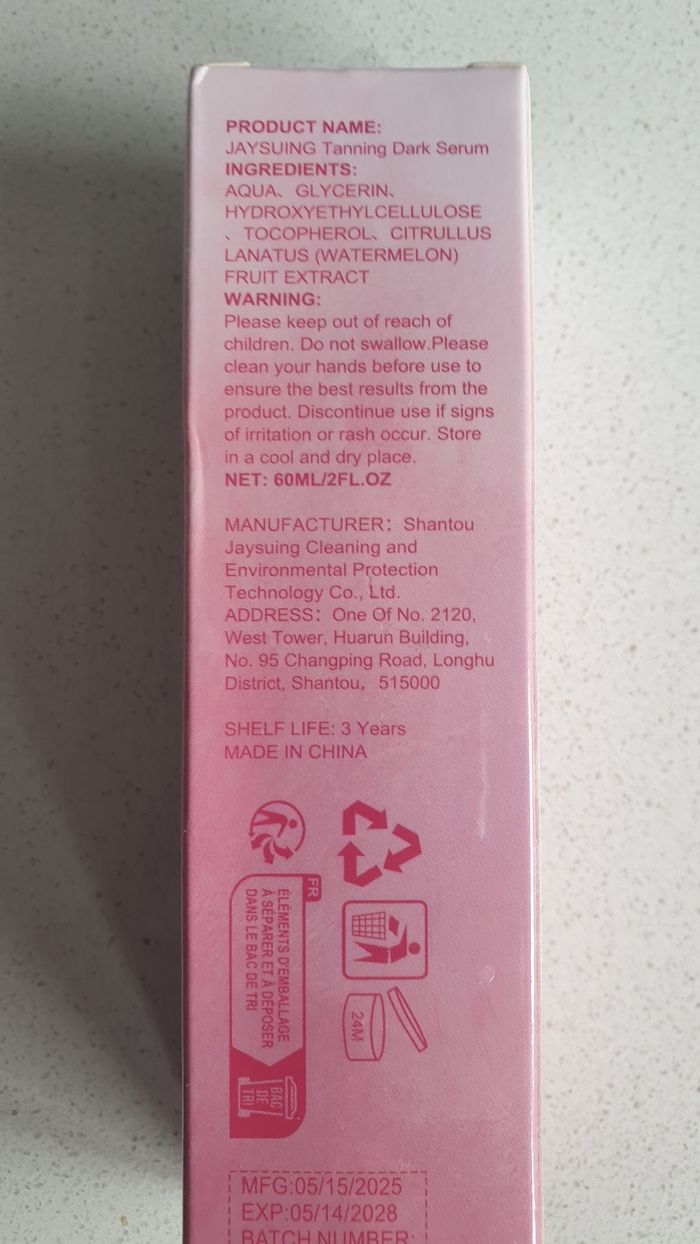 PRODUCT NAME:
JAYSUING Tanning Dark Serum
INGREDIENTS:
AQUA、GLYCERIN、
HYDROXYETHYLCELLULOSE
、TOCOPHEROL、CITRULLUS
LANATUS (WATERMELON)
FRUIT EXTRACT
WARNING:
Please keep out of reach of
children. Do not swallow.Please
clean your hands before use to
ensure the best results from the
product. Discontinue use if signs
of irritation or rash occur. Store
in a cool and dry place.
NET: 60ML/2FL.OZ
MANUFACTURER：Shantou
Jaysuing Cleaning and
Environmental Protection
Technology Co., Ltd.
ADDRESS：One Of No. 2120,
West Tower, Huarun Building,
No. 95 Changping Road, Longhu
District, Shantou，515000
SHELF LIFE: 3 Years
MADE IN CHINA
FR
ÉLÉMENTS D'EMBALLAGE
À SÉPARER ET À DÉPOSER
DANS LE BAC DE TRI
BAC
DE
TRI
24M
MFG:05/15/2025
EXP:05/14/2028
BATCH NUMBER: